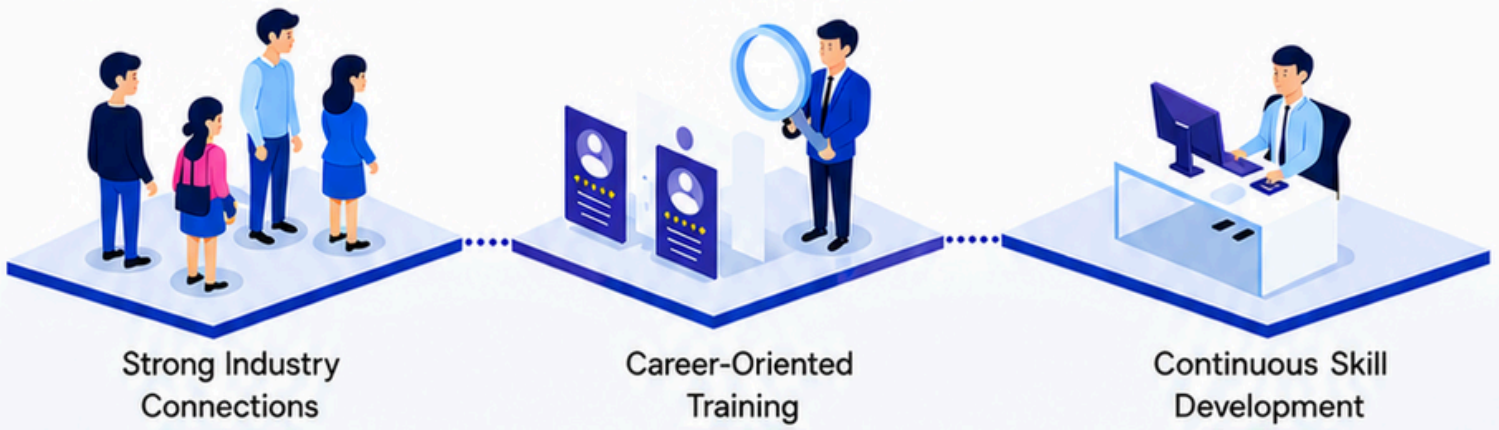 Strong Industry
Connections
Career-Oriented
Training
Continuous Skill
Development